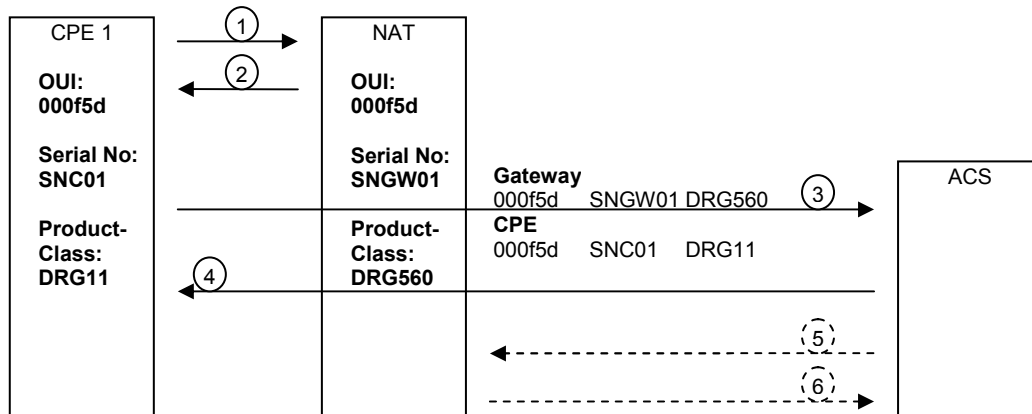 CPE 1
OUI:
000f5d
Serial No:
SNC01
Product-
Class:
DRG11
1
2
NAT
OUI:
000f5d
Serial No:
SNGW01
Product-
Class:
DRG560
Gateway
000f5d SNGW01 DRG560
CPE
000f5d SNC01 DRG11
3
4
5
6
ACS